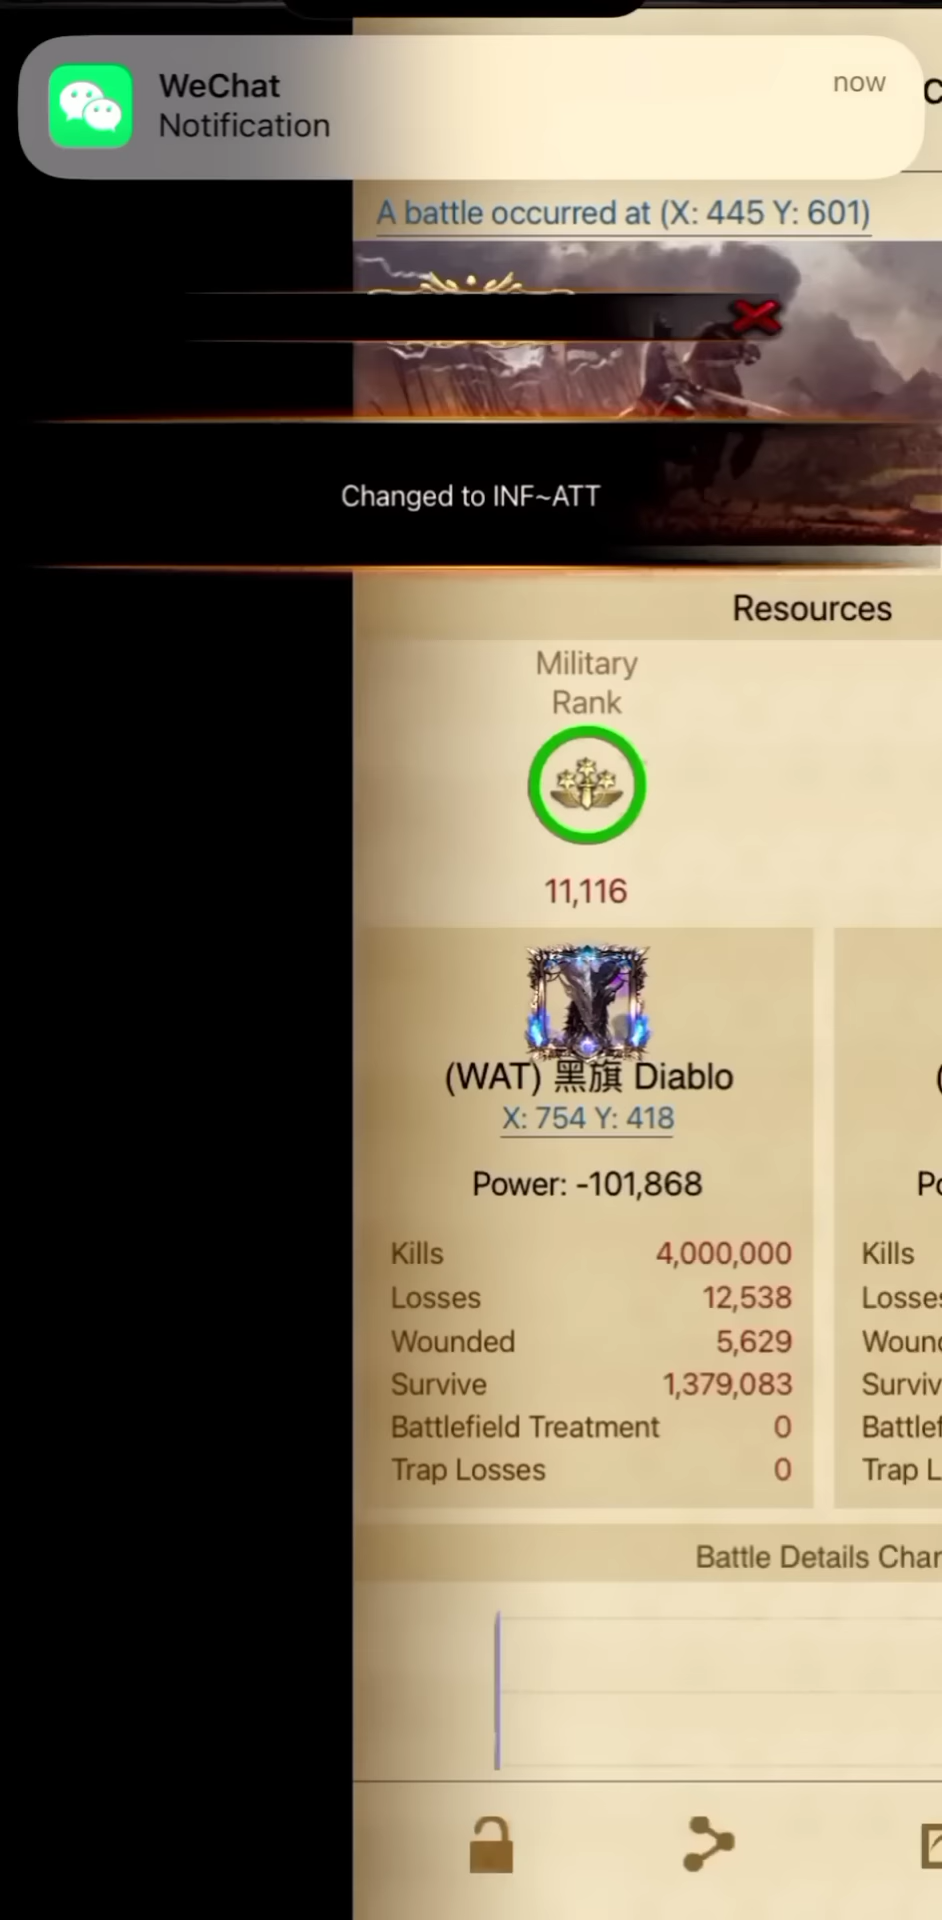 WeChat
now
Notification
A battle occurred at (X: 445 Y: 601)
Changed to INF~ATT
Resources
Military
Rank
11,116
(WAT) 黑旗 Diablo
X: 754 Y: 418
Power: -101,868
Kills 4,000,000
Losses 12,538
Wounded 5,629
Survive 1,379,083
Battlefield Treatment 0
Trap Losses 0
Kills
Trap L
Battle Details Char